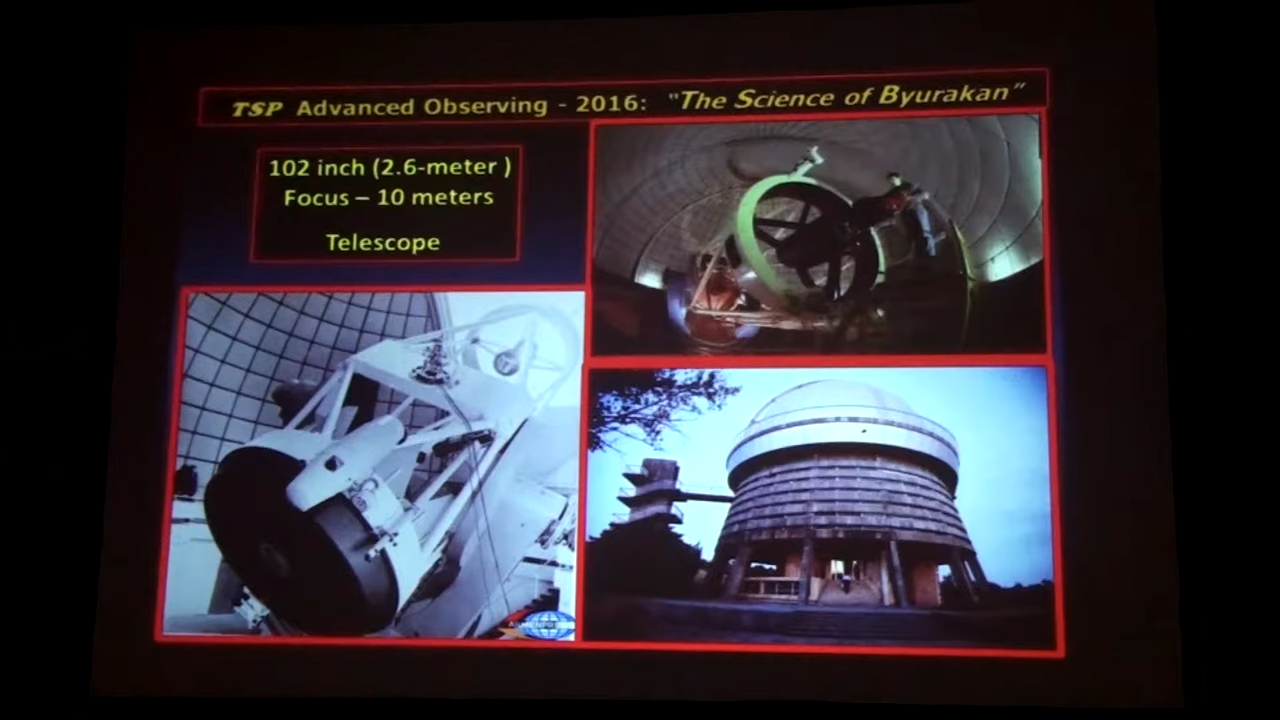 TSP Advanced Observing - 2016: "The Science of Byurakan"
102 inch (2.6-meter )
Focus – 10 meters
Telescope